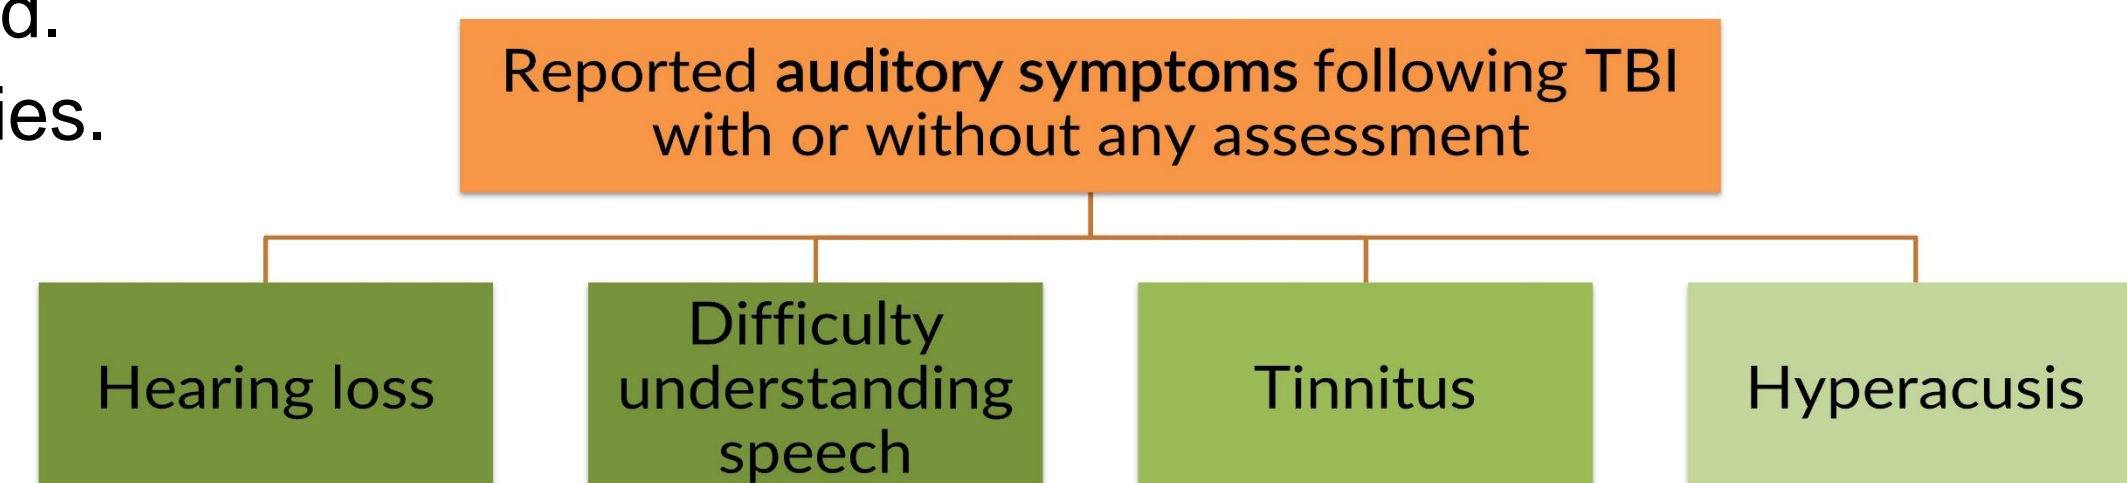 d.
ies.
Reported auditory symptoms following TBI
with or without any assessment
Hearing loss
Difficulty
understanding
speech
Tinnitus
Hyperacusis